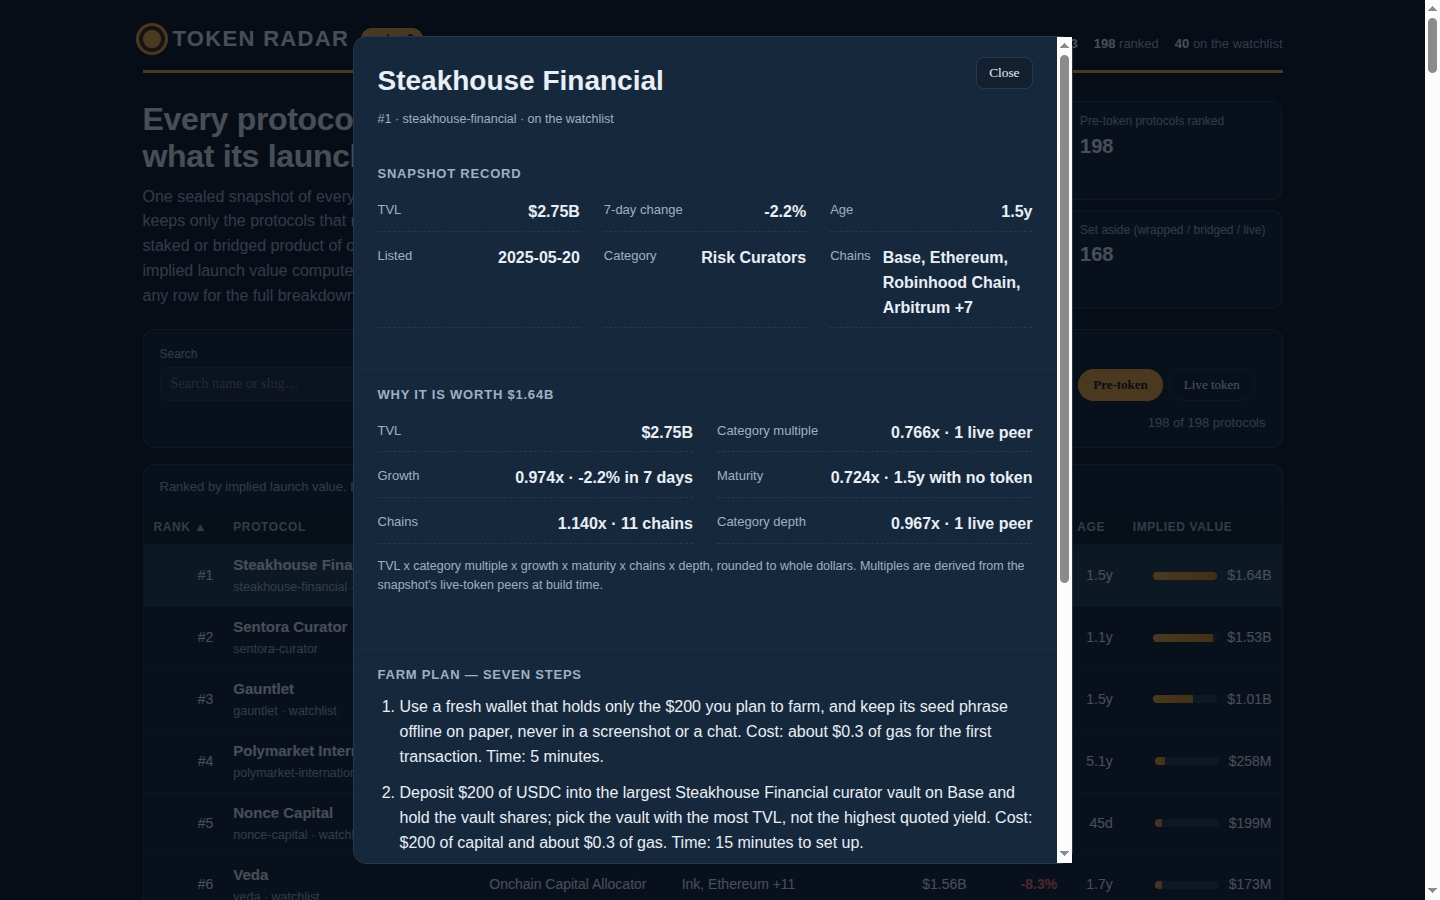 TOKEN RADAR
198 ranked
40 on the watchlist
Every protoco
what its launch
One sealed snapshot of every
keeps only the protocols that
staked or bridged product of
implied launch value compute
any row for the full breakdown
Pre-token protocols ranked
198
Set aside (wrapped / bridged / live)
168
Search
Search name or slug…
Pre-token
Live token
198 of 198 protocols
Ranked by implied launch value.
RANK ▲
PROTOCOL
AGE
IMPLIED VALUE
#1
Steakhouse Fina
steakhouse-financial
1.5y
$1.64B
#2
Sentora Curator
sentora-curator
1.1y
$1.53B
#3
Gauntlet
gauntlet · watchlist
1.5y
$1.01B
#4
Polymarket Intern
polymarket-internation
5.1y
$258M
#5
Nonce Capital
nonce-capital · watchl
45d
$199M
#6
Veda
veda · watchlist
Onchain Capital Allocator
Ink, Ethereum +11
$1.56B
-8.3%
1.7y
$173M
Steakhouse Financial
Close
#1 · steakhouse-financial · on the watchlist
SNAPSHOT RECORD
TVL
$2.75B
7-day change
-2.2%
Age
1.5y
Listed
2025-05-20
Category
Risk Curators
Chains
Base, Ethereum,
Robinhood Chain,
Arbitrum +7
WHY IT IS WORTH $1.64B
TVL
$2.75B
Category multiple
0.766x · 1 live peer
Growth
0.974x · -2.2% in 7 days
Maturity
0.724x · 1.5y with no token
Chains
1.140x · 11 chains
Category depth
0.967x · 1 live peer
TVL x category multiple x growth x maturity x chains x depth, rounded to whole dollars. Multiples are derived from the
snapshot's live-token peers at build time.
FARM PLAN — SEVEN STEPS
1. Use a fresh wallet that holds only the $200 you plan to farm, and keep its seed phrase
offline on paper, never in a screenshot or a chat. Cost: about $0.3 of gas for the first
transaction. Time: 5 minutes.
2. Deposit $200 of USDC into the largest Steakhouse Financial curator vault on Base and
hold the vault shares; pick the vault with the most TVL, not the highest quoted yield. Cost:
$200 of capital and about $0.3 of gas. Time: 15 minutes to set up.